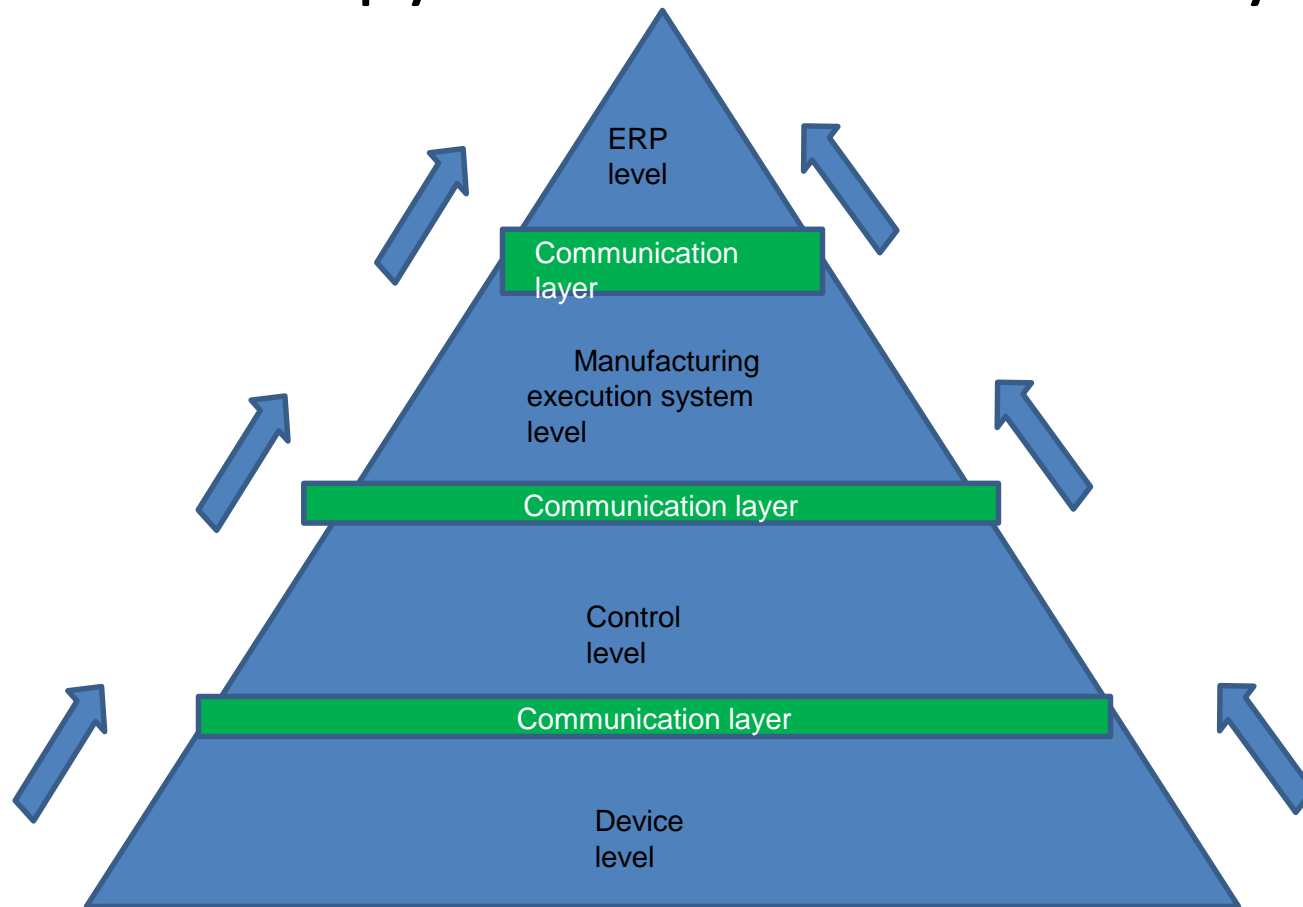 ERP
level
Communication
layer
Manufacturing
execution system
level
Communication layer
Control
level
Communication layer
Device
level